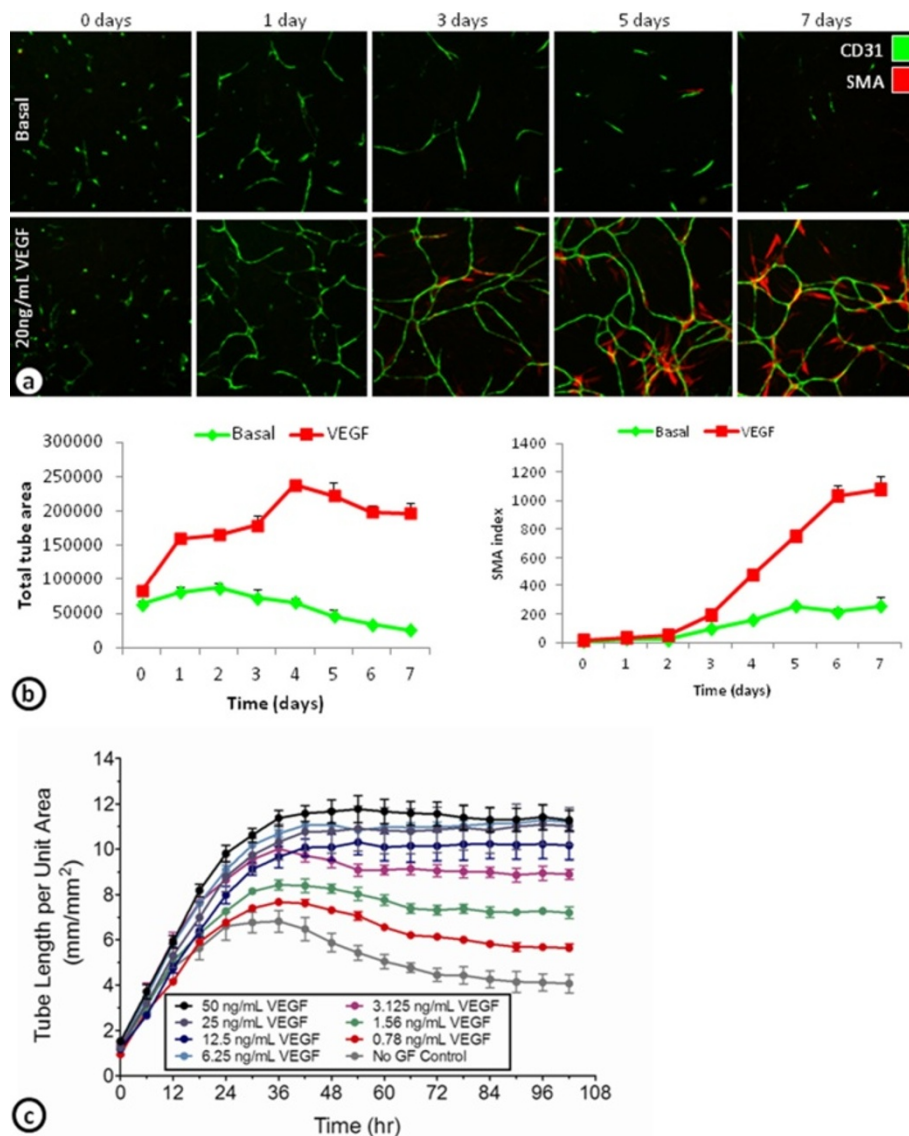 0 days 1 day 3 days 5 days 7 days
CD31
SMA
Basal
20ng/mL VEGF
a
Basal VEGF
300000
250000
200000
150000
100000
50000
0
Total tube area
0 1 2 3 4 5 6 7
Time (days)
Basal VEGF
1400
1200
1000
800
600
400
200
0
SMA index
0 1 2 3 4 5 6 7
Time (days)
b
14
12
10
8
6
4
2
0
Tube Length per Unit Area
(mm/mm²)
50 ng/mL VEGF 3.125 ng/mL VEGF
25 ng/mL VEGF 1.56 ng/mL VEGF
12.5 ng/mL VEGF 0.78 ng/mL VEGF
6.25 ng/mL VEGF No GF Control
0 12 24 36 48 60 72 84 96 108
Time (hr)
c